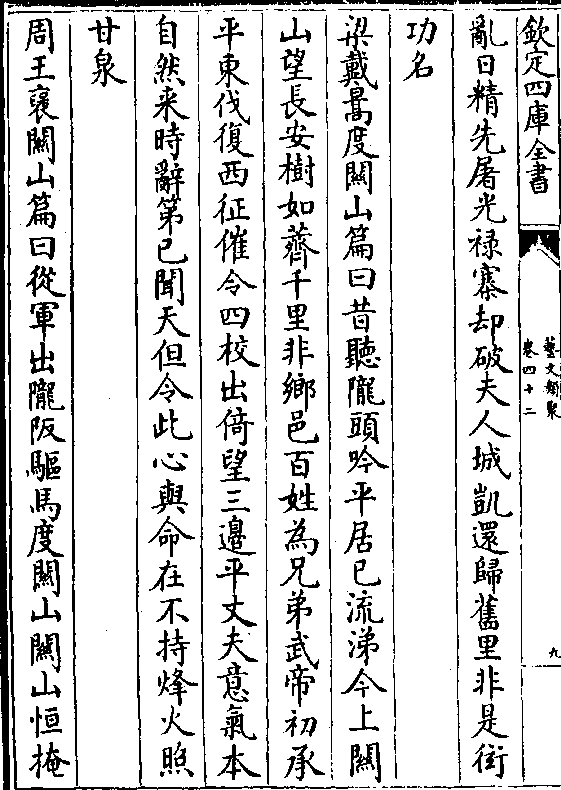 欽定四庫全書
藝文類聚
卷四十二
九
亂日精先屠光禄寨却破夫人城凱還歸舊里非是衒
功名
梁戴暠度關山篇曰昔聽隴頭吟平居已流涕今上關
山望長安樹如薺千里非鄉邑百姓為兄弟武帝初承
平東伐復西征催令四校出倚望三邊平丈夫意氣本
自然来時辭第已聞天但令此心與命在不持烽火照
甘泉
周王襃關山篇曰從軍出隴阪驅馬度關山關山恒掩